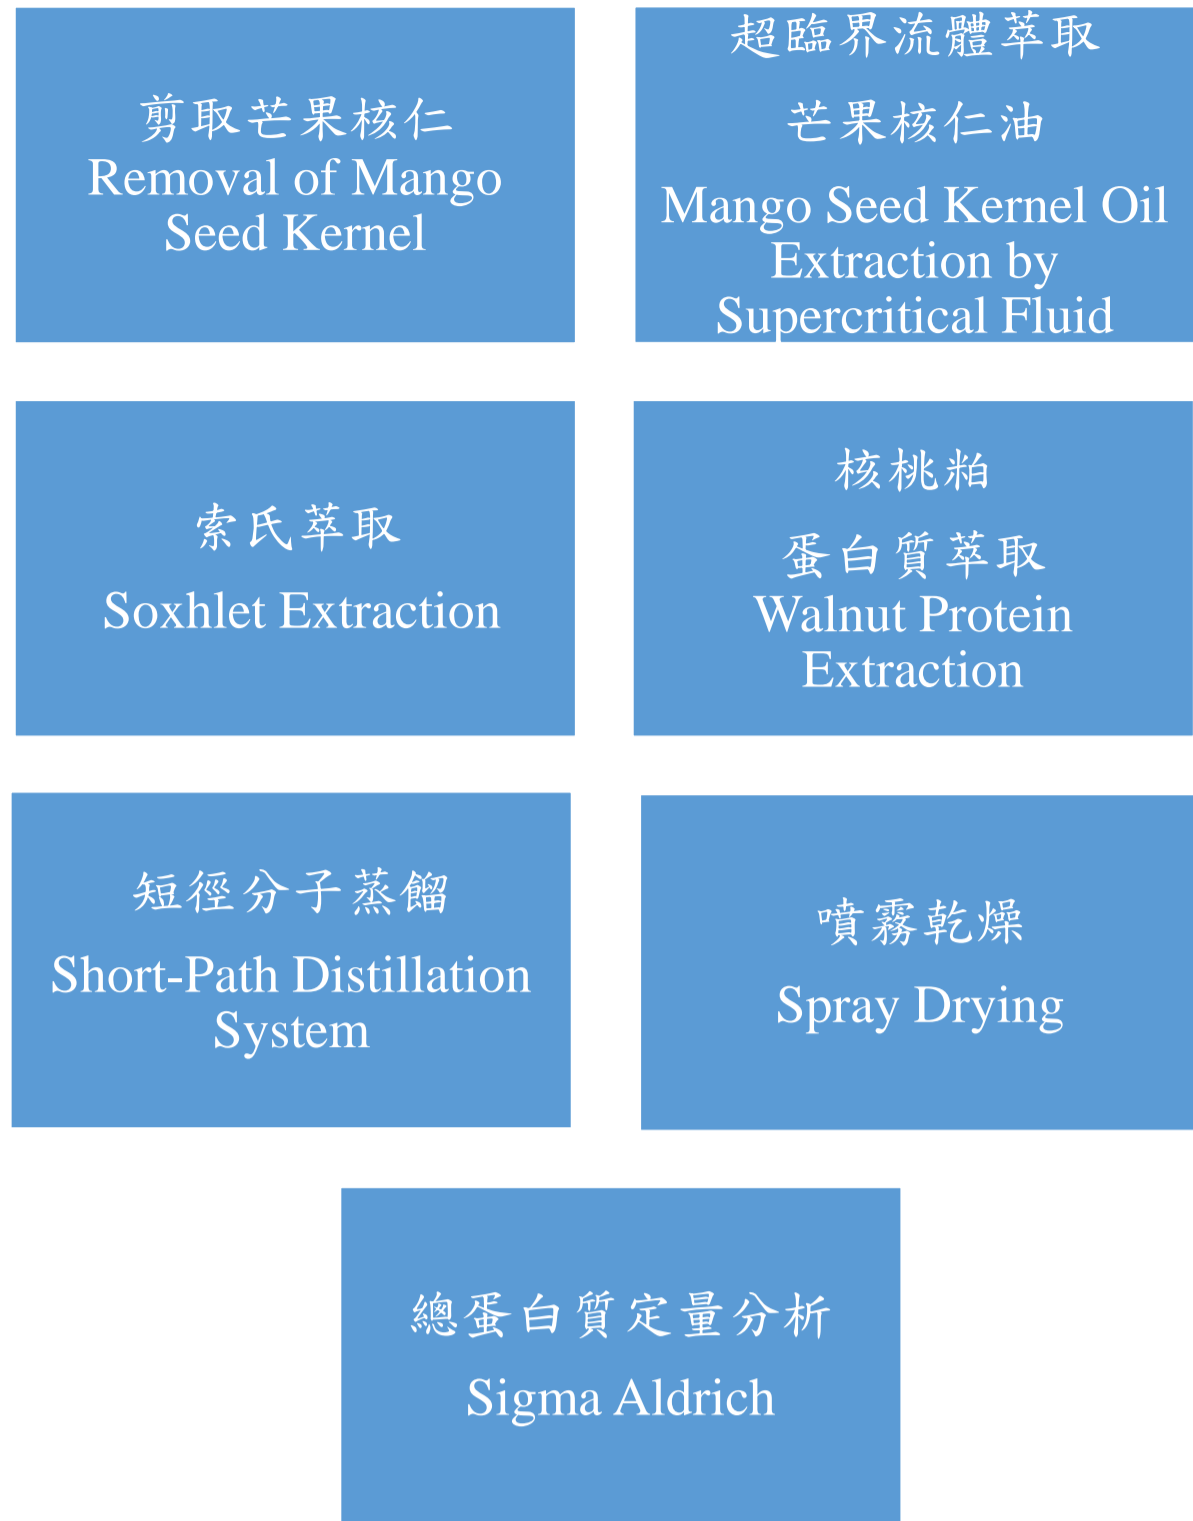 剪取芒果核仁
Removal of Mango
Seed Kernel
超臨界流體萃取
芒果核仁油
Mango Seed Kernel Oil
Extraction by
Supercritical Fluid
索氏萃取
Soxhlet Extraction
核桃粕
蛋白質萃取
Walnut Protein
Extraction
短徑分子蒸餾
Short-Path Distillation
System
噴霧乾燥
Spray Drying
總蛋白質定量分析
Sigma Aldrich